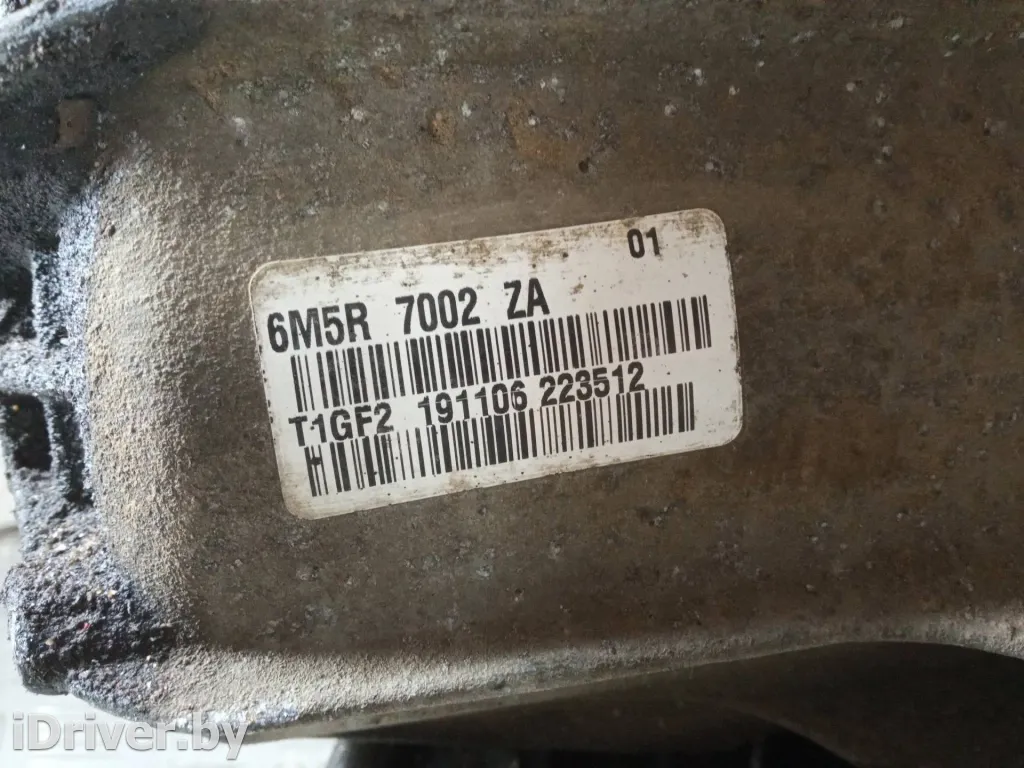 01
6M5R 7002 ZA
T1GF2 191106 223512
H
iDriver.by